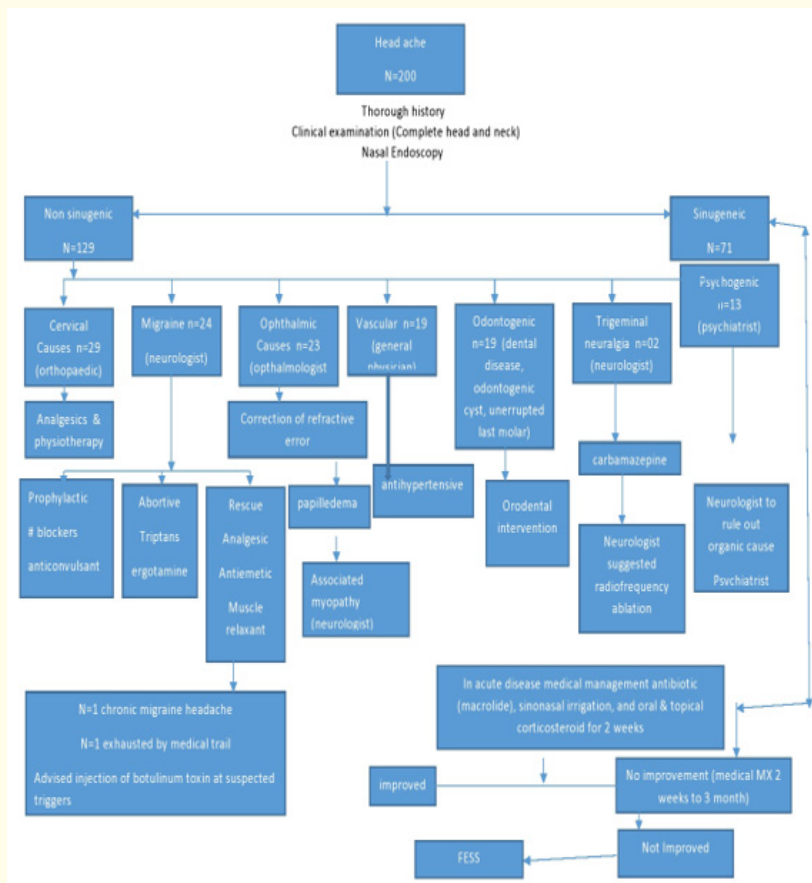 Head ache
N=200
Thorough history
Clinical examination (Complete head and neck)
Nasal Endoscopy
Non sinugenic
N=129
Sinugeneic
N=71
Cervical
Causes n=29
(orthopaedic)
Migraine n=24
(neurologist)
Ophthalmic
Causes n=23
(opthalmologist
Vascular n=19
(general
physician)
Odontogenic
n=19 (dental
disease,
odontogenic
cyst, unerrupted
last molar)
Trigeminal
neuralgia n=02
(neurologist)
Psychogenic
n=13
(psychiatrist)
Analgesics &
physiotherapy
Correction of refractive
error
carbamazepine
Prophylactic
# blockers
anticonvulsant
Abortive
Triptans
ergotamine
Rescue
Analgesic
Antiemetic
Muscle
relaxant
papilledema
antihypertensive
Orodental
intervention
Neurologist
suggested
radiofrequency
ablation
Neurologist to
rule out
organic cause
Psychiatrist
Associated
myopathy
(neurologist)
N=1 chronic migraine headache
N=1 exhausted by medical trail
Advised injection of botulinum toxin at suspected
triggers
In acute disease medical management antibiotic
(macrolide), sinonasal irrigation, and oral & topical
corticosteroid for 2 weeks
improved
No improvement (medical MX 2
weeks to 3 month)
Not Improved
FESS